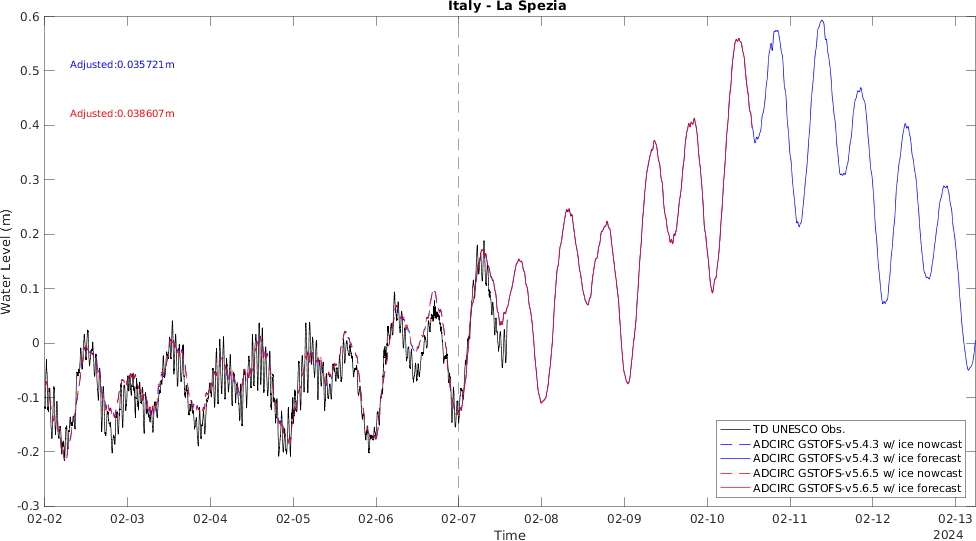 Italy - La Spezia
0.6
0.5
0.4
0.3
0.2
0.1
0
-0.1
-0.2
-0.3
Water Level (m)
Adjusted:0.035721m
Adjusted:0.038607m
TD UNESCO Obs.
ADCIRC GSTOFS-v5.4.3 w/ ice nowcast
ADCIRC GSTOFS-v5.4.3 w/ ice forecast
ADCIRC GSTOFS-v5.6.5 w/ ice nowcast
ADCIRC GSTOFS-v5.6.5 w/ ice forecast
02-02 02-03 02-04 02-05 02-06 02-07 02-08 02-09 02-10 02-11 02-12 02-13
Time
2024